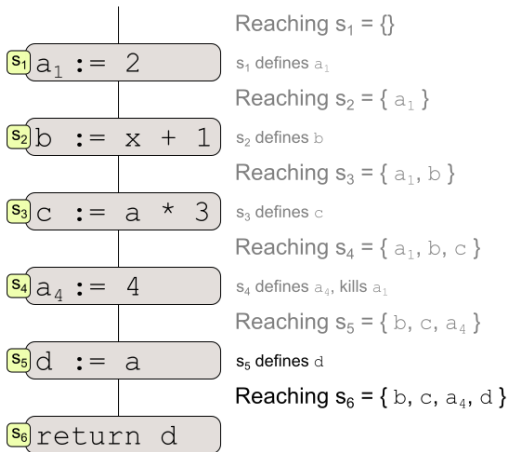 Reaching s₁ = {}
s₁ a₁ := 2 s₁ defines a₁
Reaching s₂ = { a₁ }
s₂ b := x + 1 s₂ defines b
Reaching s₃ = { a₁, b }
s₃ c := a * 3 s₃ defines c
Reaching s₄ = { a₁, b, c }
s₄ a₄ := 4 s₄ defines a₄, kills a₁
Reaching s₅ = { b, c, a₄ }
s₅ d := a s₅ defines d
Reaching s₆ = { b, c, a₄, d }
s₆ return d